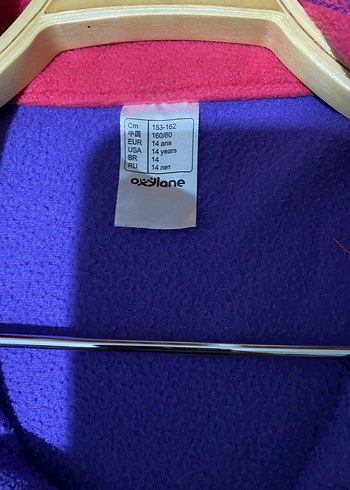 Cm 153-162
中国 160/80
EUR 14 ans
USA 14 years
BR 14
RU 14 лет
oxylane